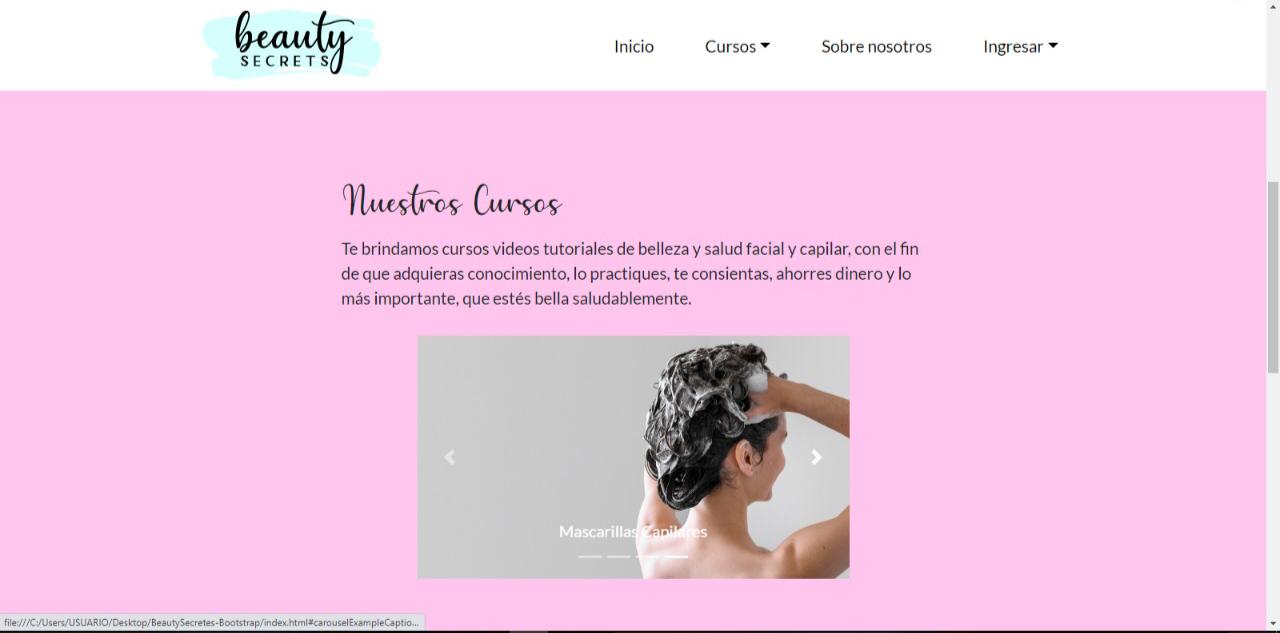 beauty
SECRETS
Inicio Cursos Sobre nosotros Ingresar
Nuestros Cursos
Te brindamos cursos videos tutoriales de belleza y salud facial y capilar, con el fin
de que adquieras conocimiento, lo practiques, te consientas, ahorres dinero y lo
más importante, que estés bella saludablemente.
Mascarillas Capilares
file:///C:/Users/USUARIO/Desktop/BeautySecretes-Bootstrap/index.html#carouselExampleCaptio...